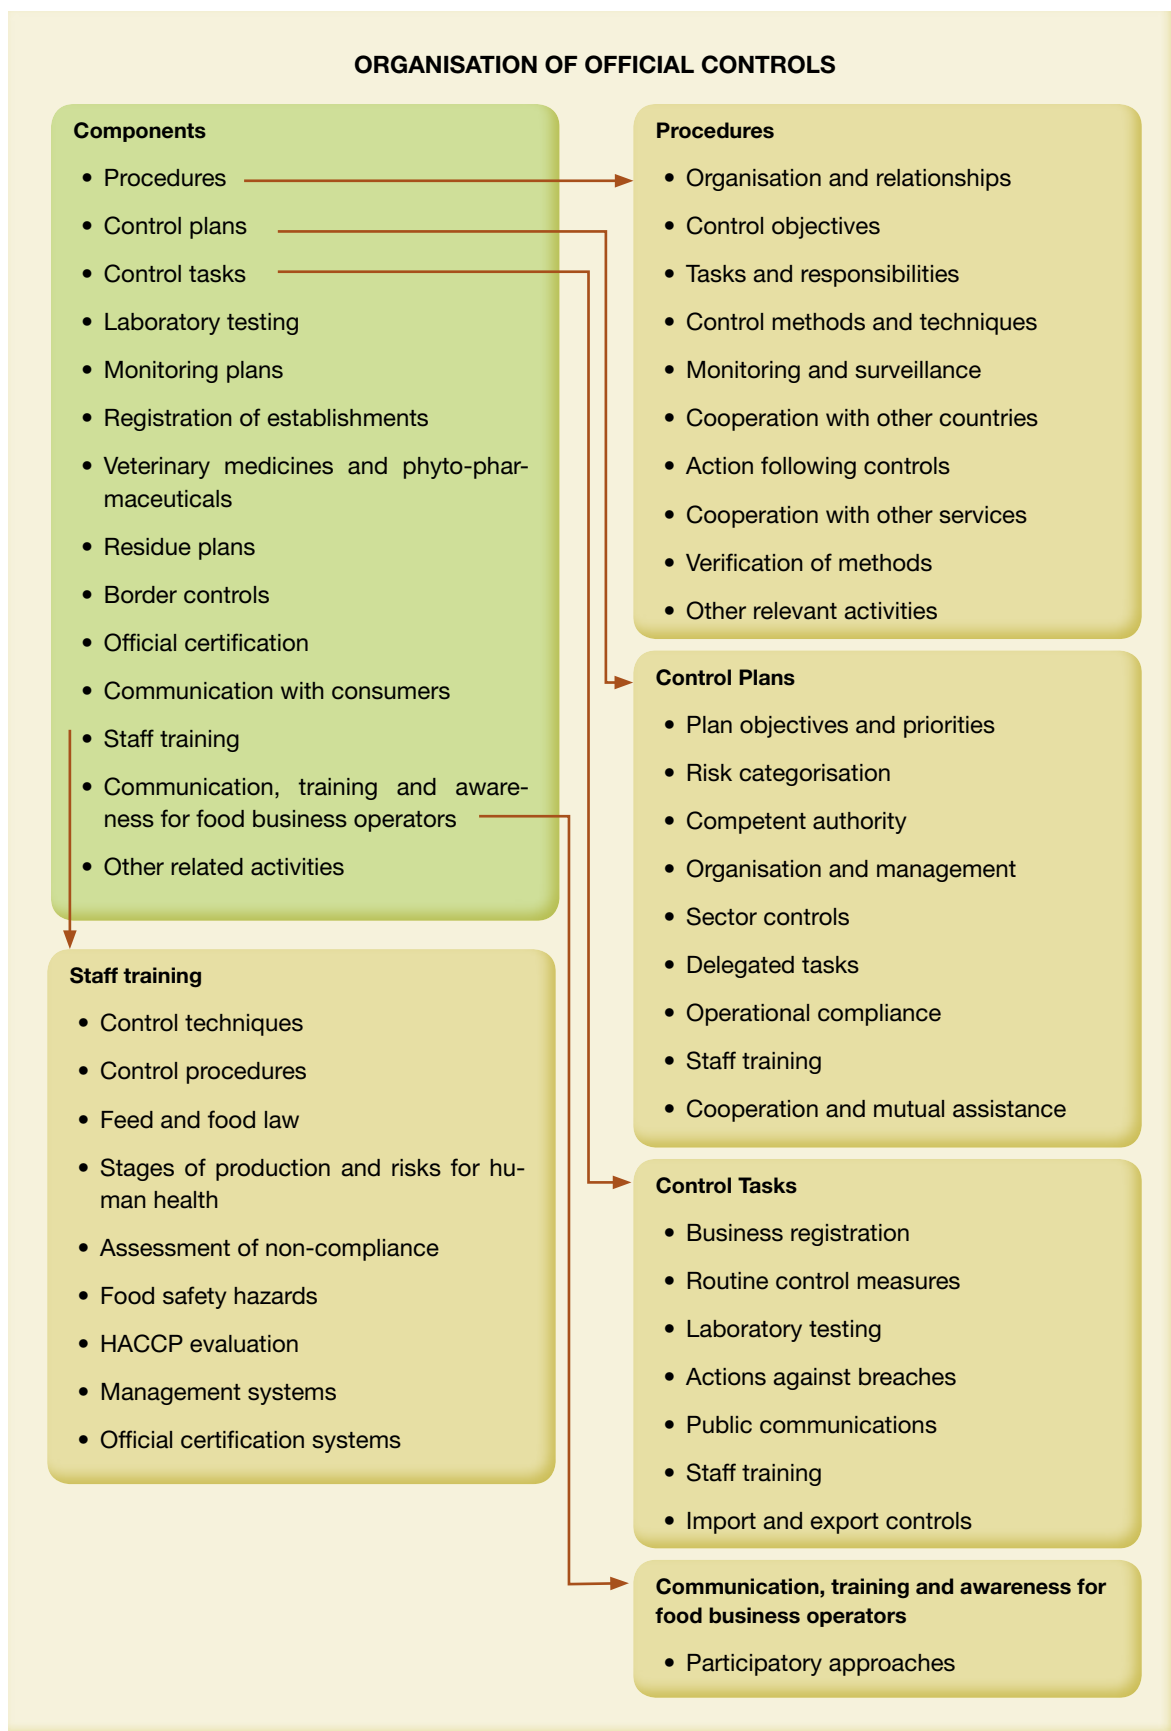 ORGANISATION OF OFFICIAL CONTROLS
Components
• Procedures
• Control plans
• Control tasks
• Laboratory testing
• Monitoring plans
• Registration of establishments
• Veterinary medicines and phyto-phar-
maceuticals
• Residue plans
• Border controls
• Official certification
• Communication with consumers
• Staff training
• Communication, training and aware-
ness for food business operators
• Other related activities
Staff training
• Control techniques
• Control procedures
• Feed and food law
• Stages of production and risks for hu-
man health
• Assessment of non-compliance
• Food safety hazards
• HACCP evaluation
• Management systems
• Official certification systems
Procedures
• Organisation and relationships
• Control objectives
• Tasks and responsibilities
• Control methods and techniques
• Monitoring and surveillance
• Cooperation with other countries
• Action following controls
• Cooperation with other services
• Verification of methods
• Other relevant activities
Control Plans
• Plan objectives and priorities
• Risk categorisation
• Competent authority
• Organisation and management
• Sector controls
• Delegated tasks
• Operational compliance
• Staff training
• Cooperation and mutual assistance
Control Tasks
• Business registration
• Routine control measures
• Laboratory testing
• Actions against breaches
• Public communications
• Staff training
• Import and export controls
Communication, training and awareness for
food business operators
• Participatory approaches